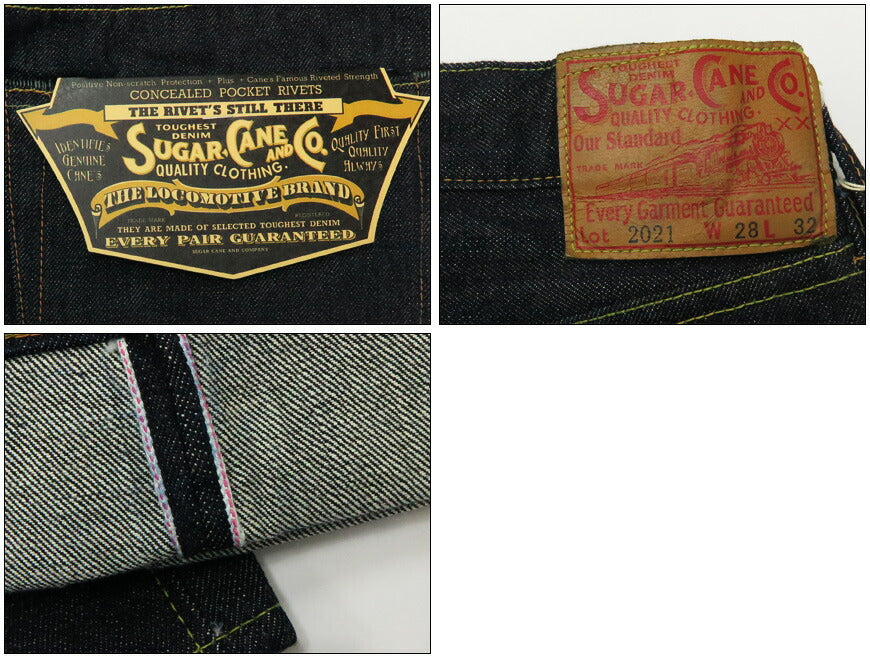 Positive Non-scratch Protection + Plus + Cane's Famous Riveted Strength
CONCEALED POCKET RIVETS
THE RIVET'S STILL THERE
IDENTIFIES
GENUINE
CANE'S
TOUGHEST
DENIM
SUGAR CANE AND CO.
QUALITY CLOTHING.
QUALITY FIRST
QUALITY
ALWAYS
THE LOCOMOTIVE BRAND
TRADE MARK
REGISTERED
THEY ARE MADE OF SELECTED TOUGHEST DENIM
EVERY PAIR GUARANTEED
SUGAR CANE AND COMPANY
TOUGHEST
DENIM
SUGAR CANE AND CO.
QUALITY CLOTHING.
Our Standard
XX
TRADE MARK
Every Garment Guaranteed
Lot 2021 W 28 L 32